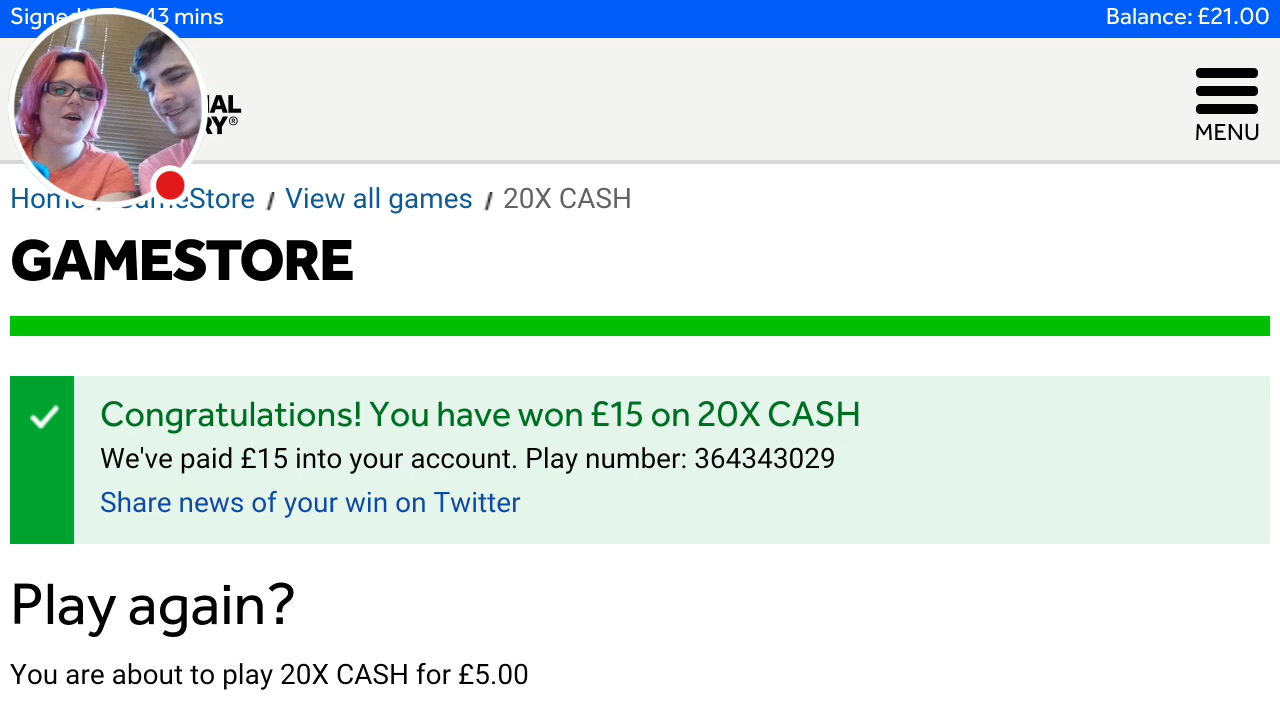 Signed 43 mins
Balance: £21.00
MENU
Home / GameStore / View all games / 20X CASH
GAMESTORE
Congratulations! You have won £15 on 20X CASH
We've paid £15 into your account. Play number: 364343029
Share news of your win on Twitter
Play again?
You are about to play 20X CASH for £5.00